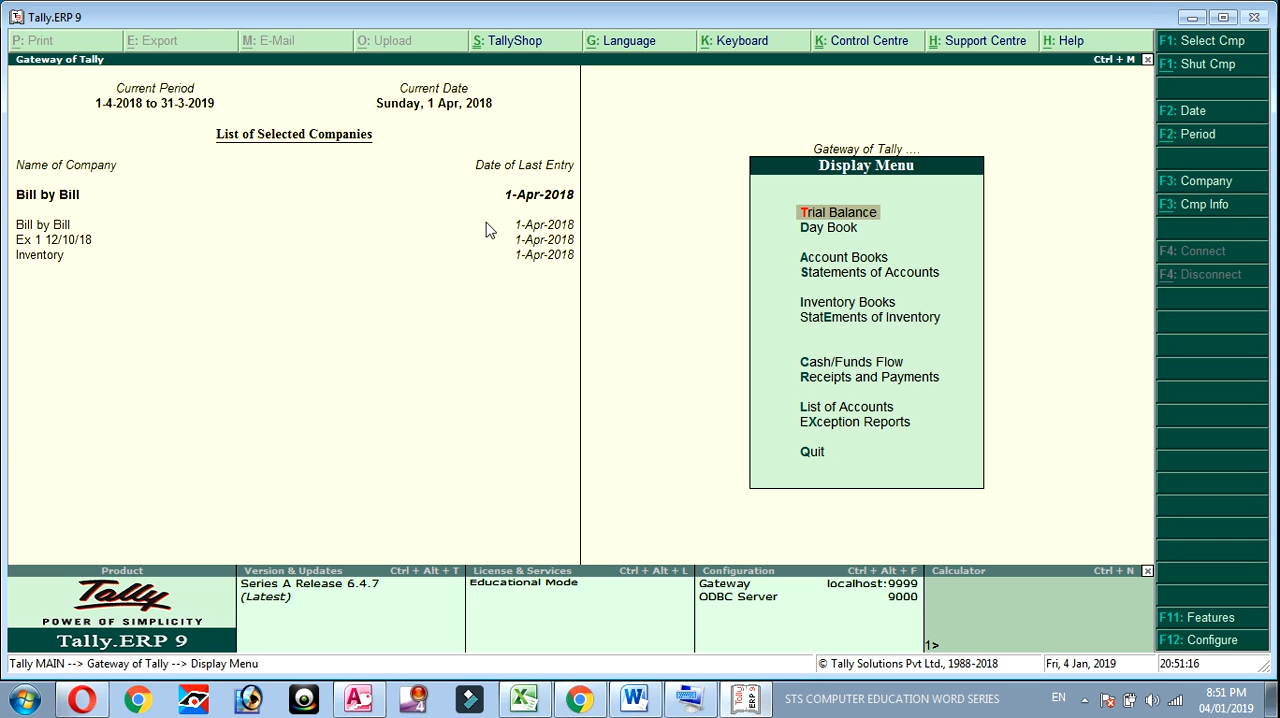 Tally.ERP 9
P: Print
E: Export
M: E-Mail
O: Upload
S: TallyShop
G: Language
K: Keyboard
K: Control Centre
H: Support Centre
H: Help
Gateway of Tally
Ctrl + M
Current Period
1-4-2018 to 31-3-2019
Current Date
Sunday, 1 Apr, 2018
List of Selected Companies
Name of Company
Date of Last Entry
Bill by Bill
1-Apr-2018
Bill by Bill
1-Apr-2018
Ex 1 12/10/18
1-Apr-2018
Inventory
1-Apr-2018
Gateway of Tally ....
Display Menu
Trial Balance
Day Book
Account Books
Statements of Accounts
Inventory Books
StatEments of Inventory
Cash/Funds Flow
Receipts and Payments
List of Accounts
EXception Reports
Quit
F1: Select Cmp
F1: Shut Cmp
F2: Date
F2: Period
F3: Company
F3: Cmp Info
F4: Connect
F4: Disconnect
F11: Features
F12: Configure
Product
Tally
POWER OF SIMPLICITY
Tally.ERP 9
Version & Updates
Ctrl + Alt + T
Series A Release 6.4.7
(Latest)
License & Services
Ctrl + Alt + L
Educational Mode
Configuration
Ctrl + Alt + F
Gateway
localhost:9999
ODBC Server
9000
Calculator
Ctrl + N
1>
Tally MAIN --> Gateway of Tally --> Display Menu
© Tally Solutions Pvt Ltd., 1988-2018
Fri, 4 Jan, 2019
20:51:16
STS COMPUTER EDUCATION WORD SERIES
EN
8:51 PM
04/01/2019